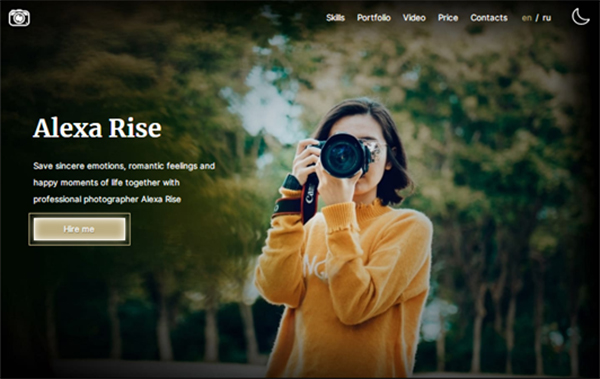 Skills Portfolio Video Price Contacts en / ru
Alexa Rise
Save sincere emotions, romantic feelings and
happy moments of life together with
professional photographer Alexa Rise
Hire me
Canon